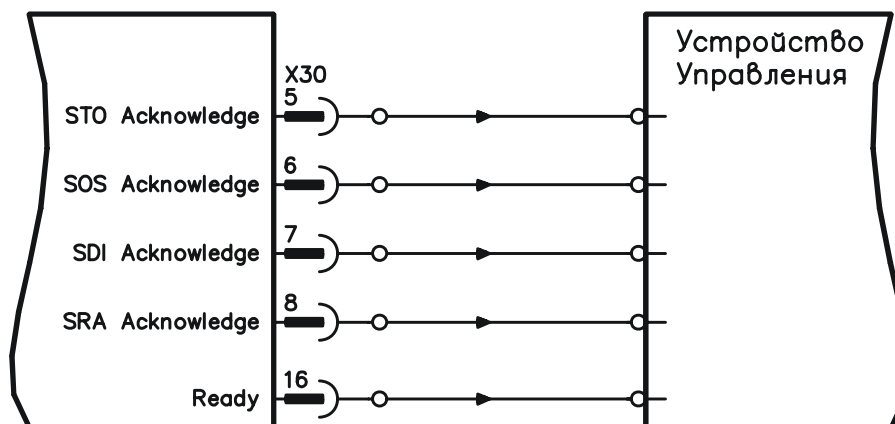 Устройство
Управления
X30
5
STO Acknowledge
6
SOS Acknowledge
7
SDI Acknowledge
8
SRA Acknowledge
16
Ready